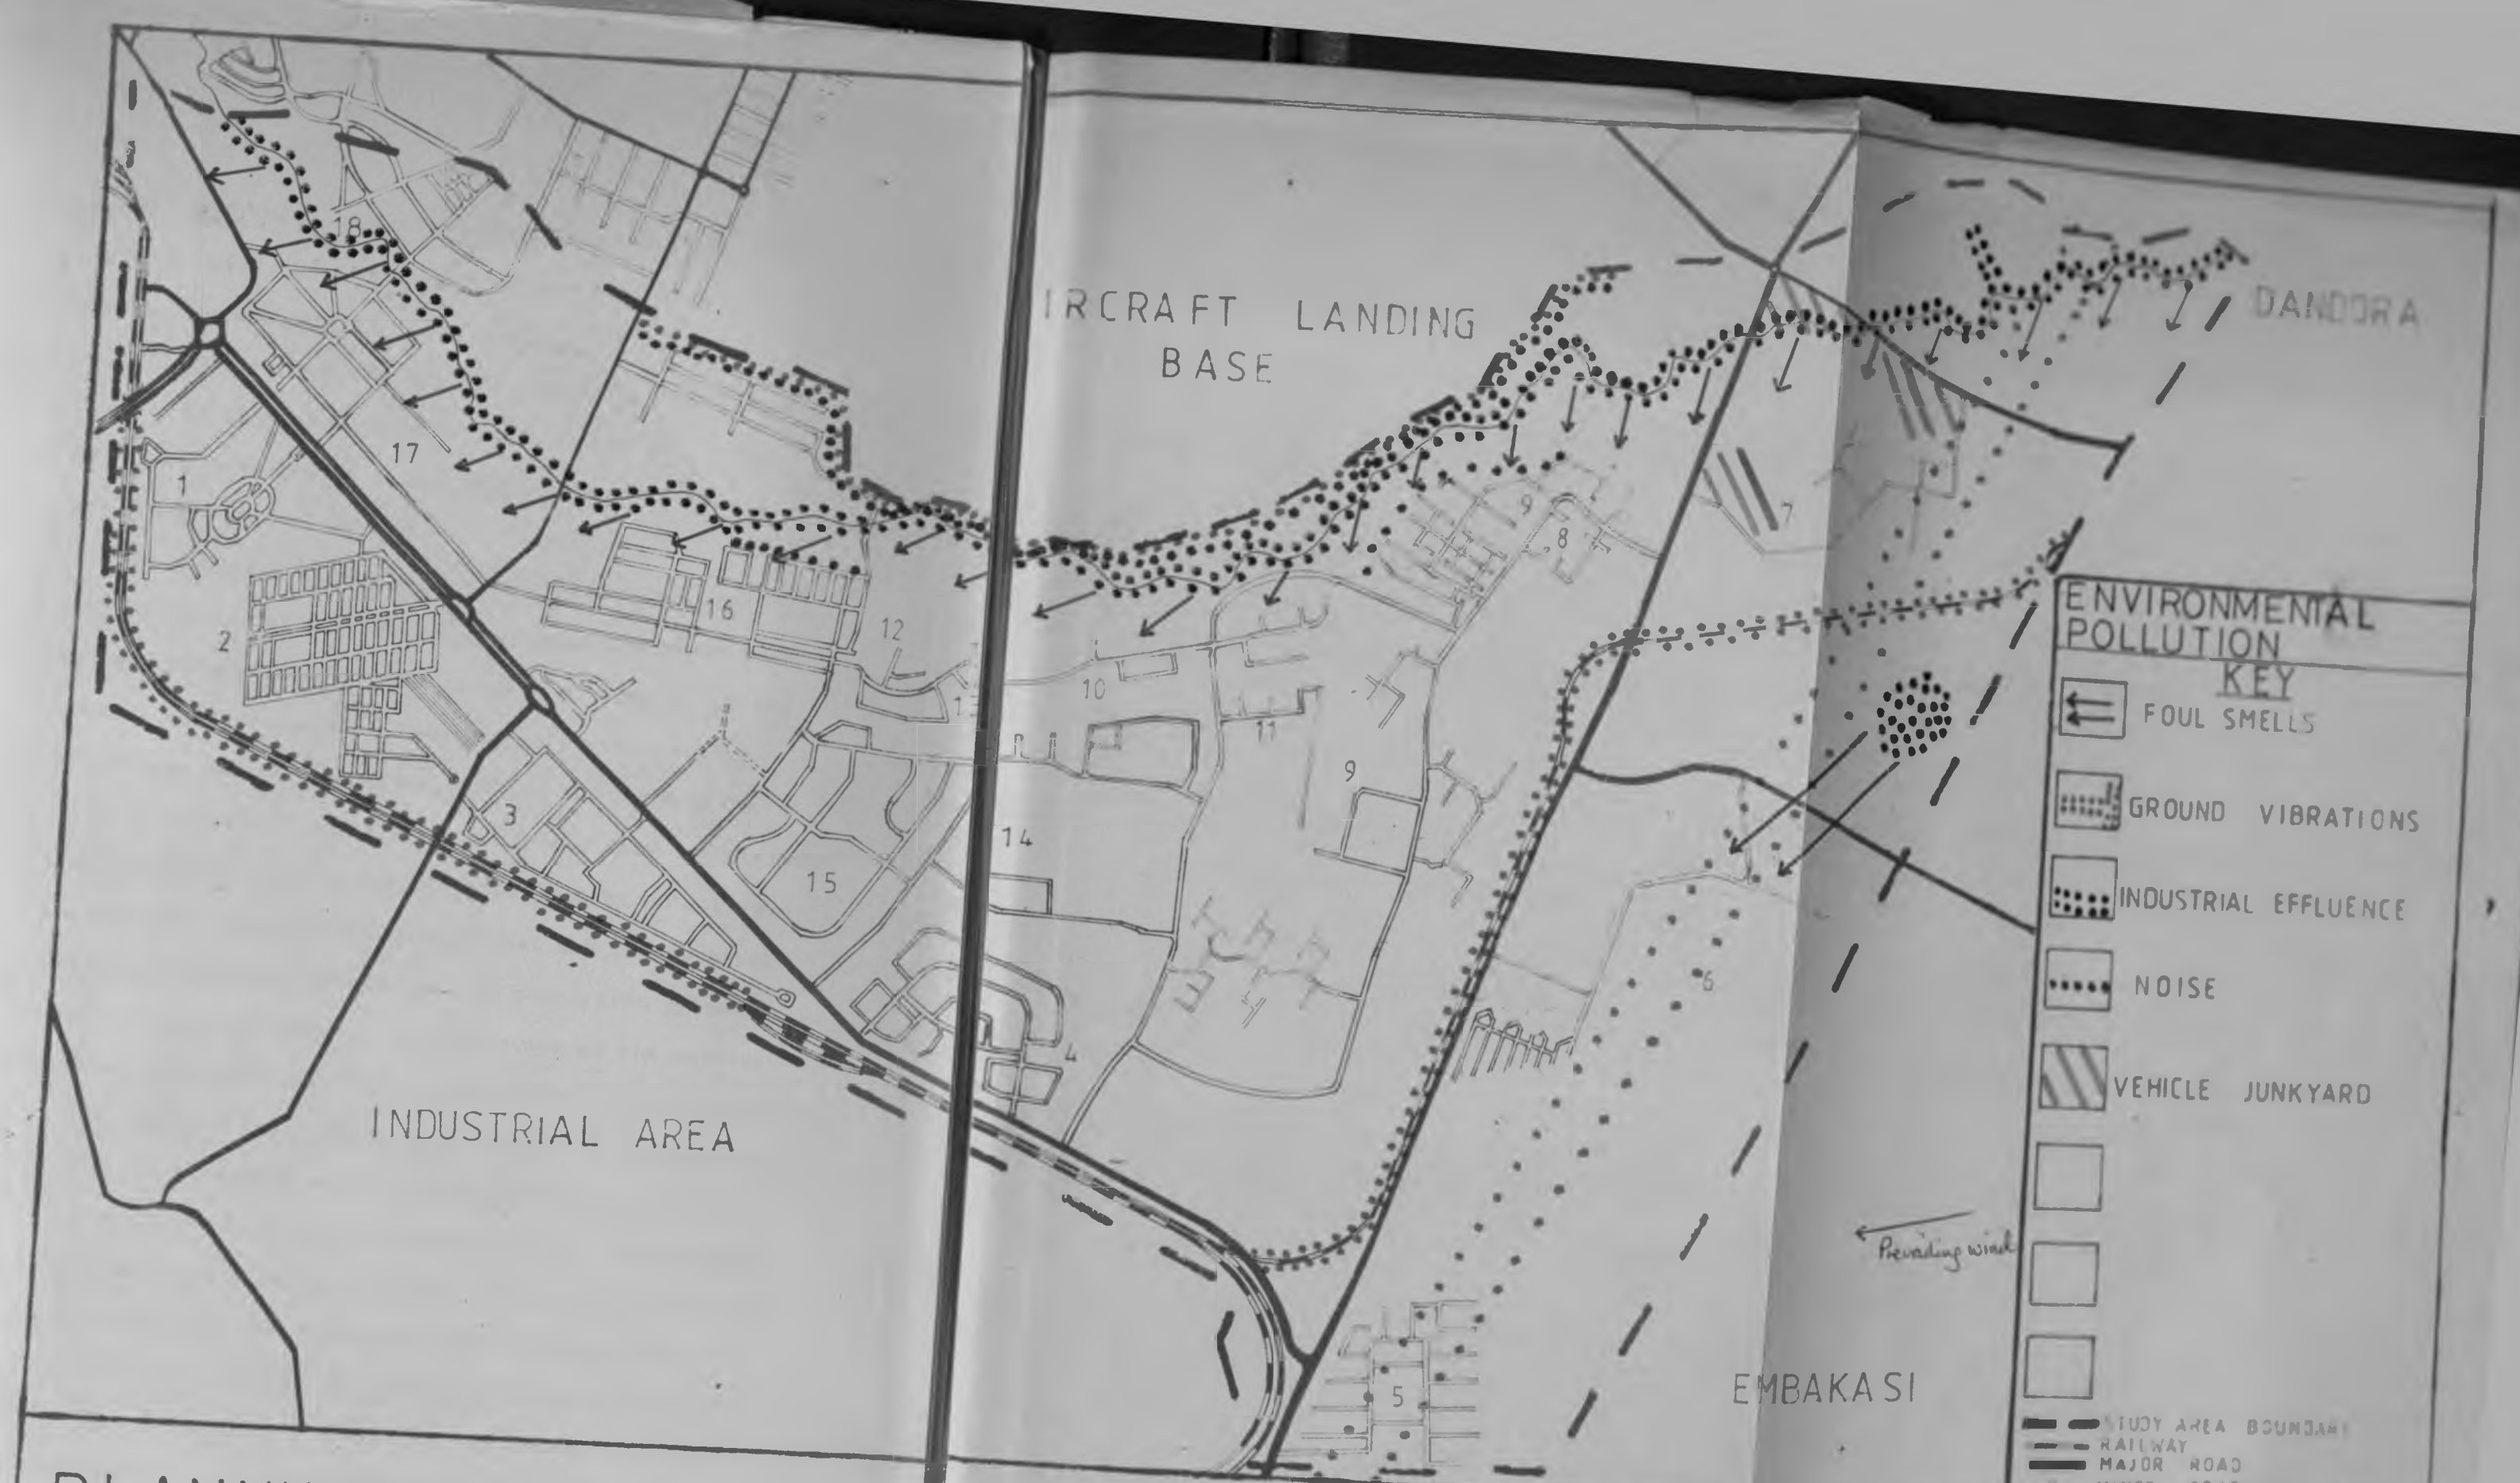 18
IRCRAFT LANDING
BASE
DANDORA
17
1
9
8
7
16
12
2
10
11
9
3
14
15
6
4
INDUSTRIAL AREA
5
EMBAKASI
Prevailing wind
ENVIRONMENTAL
POLLUTION
KEY
FOUL SMELLS
GROUND VIBRATIONS
INDUSTRIAL EFFLUENCE
NOISE
VEHICLE JUNKYARD
STUDY AREA BOUNDARY
RAILWAY
MAJOR ROAD